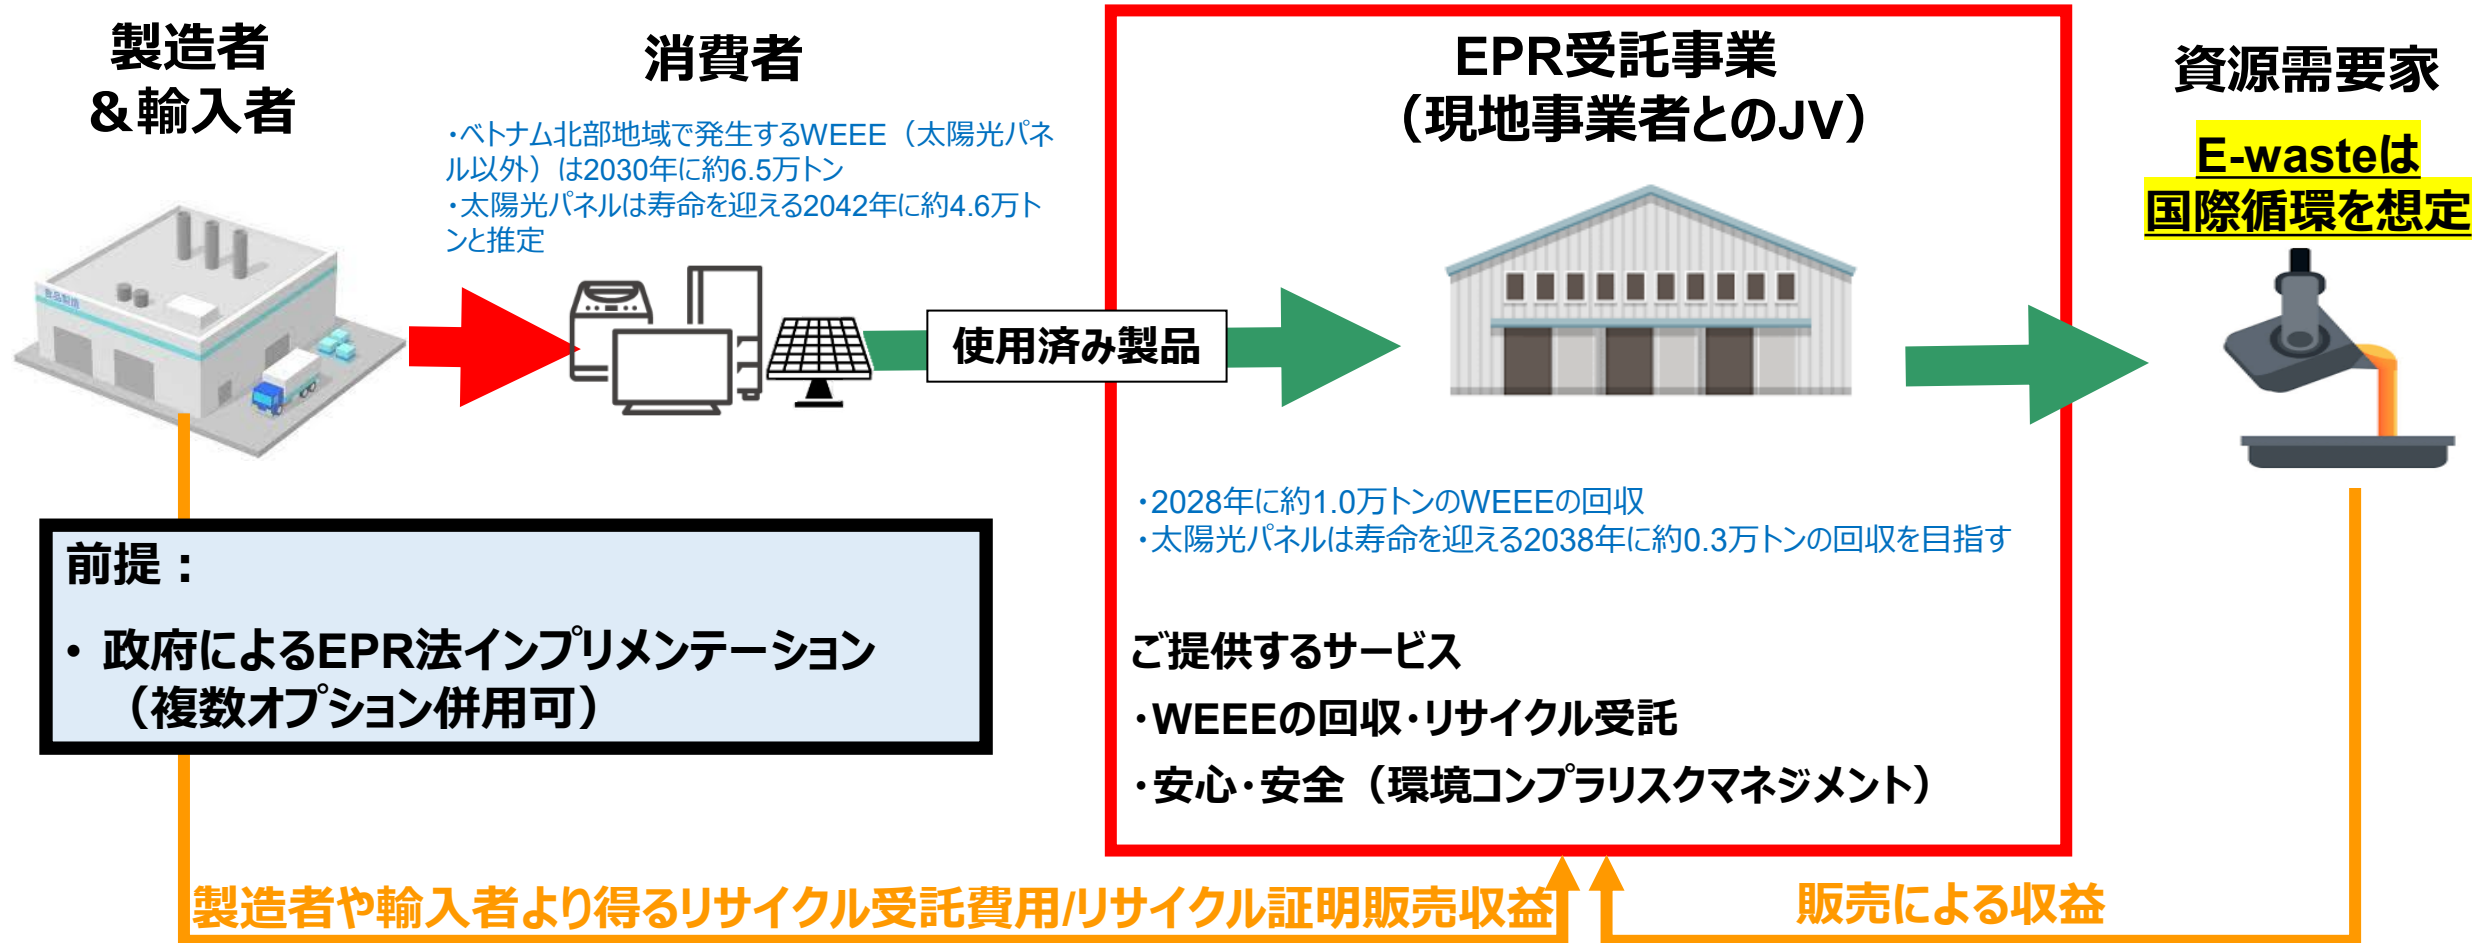 製造者
＆輸入者
消費者
・ベトナム北部地域で発生するWEEE（太陽光パネ
ル以外）は2030年に約6.5万トン
・太陽光パネルは寿命を迎える2042年に約4.6万ト
ンと推定
EPR受託事業
（現地事業者とのJV）
資源需要家
E-wasteは
国際循環を想定
食品製造
使用済み製品
・2028年に約1.0万トンのWEEEの回収
・太陽光パネルは寿命を迎える2038年に約0.3万トンの回収を目指す
前提：
• 政府によるEPR法インプリメンテーション
（複数オプション併用可）
ご提供するサービス
・WEEEの回収・リサイクル受託
・安心・安全（環境コンプラリスクマネジメント）
製造者や輸入者より得るリサイクル受託費用/リサイクル証明販売収益
販売による収益